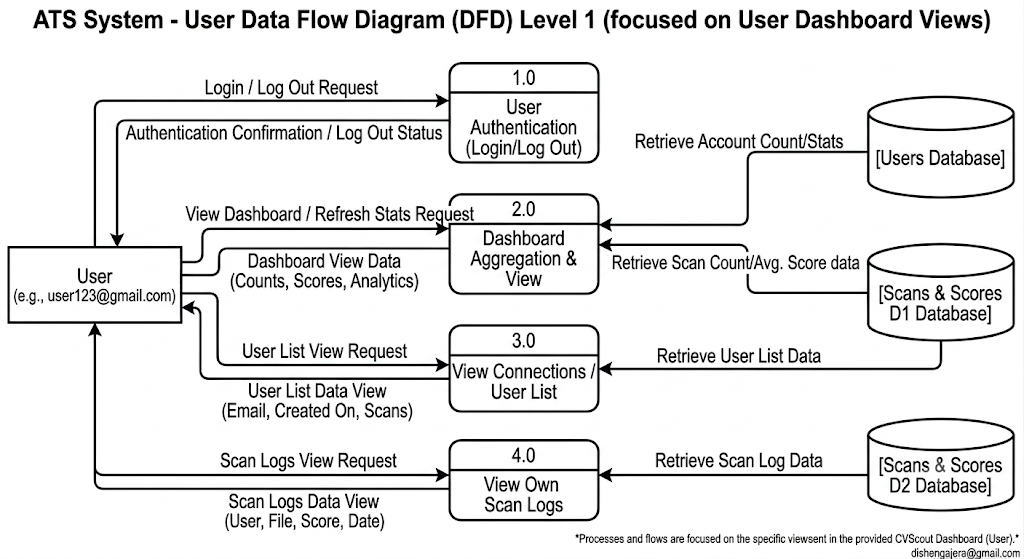 ATS System - User Data Flow Diagram (DFD) Level 1 (focused on User Dashboard Views)
Login / Log Out Request
Authentication Confirmation / Log Out Status
1.0
User
Authentication
(Login/Log Out)
Retrieve Account Count/Stats
[Users Database]
View Dashboard / Refresh Stats Request
2.0
Dashboard
Aggregation &
View
Dashboard View Data
(Counts, Scores, Analytics)
Retrieve Scan Count/Avg. Score data
[Scans & Scores
D1 Database]
User
(e.g., user123@gmail.com)
User List View Request
3.0
View Connections /
User List
User List Data View
(Email, Created On, Scans)
Retrieve User List Data
Scan Logs View Request
4.0
View Own
Scan Logs
Scan Logs Data View
(User, File, Score, Date)
Retrieve Scan Log Data
[Scans & Scores
D2 Database]
*Processes and flows are focused on the specific viewsent in the provided CVScout Dashboard (User).*
dishengajera@gmail.com